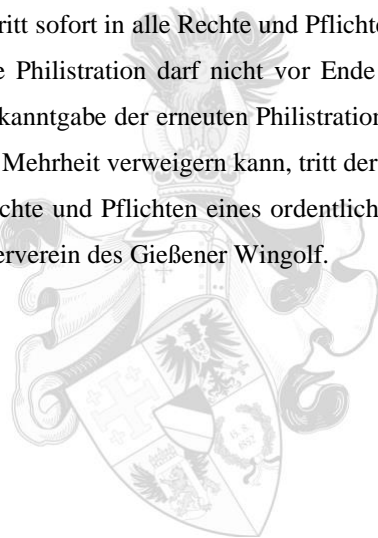 ritt sofort in alle Rechte und Pflichte
e Philistration darf nicht vor Ende
kanntgabe der erneuten Philistration
Mehrheit verweigern kann, tritt der
chte und Pflichten eines ordentlich
erverein des Gießener Wingolf.